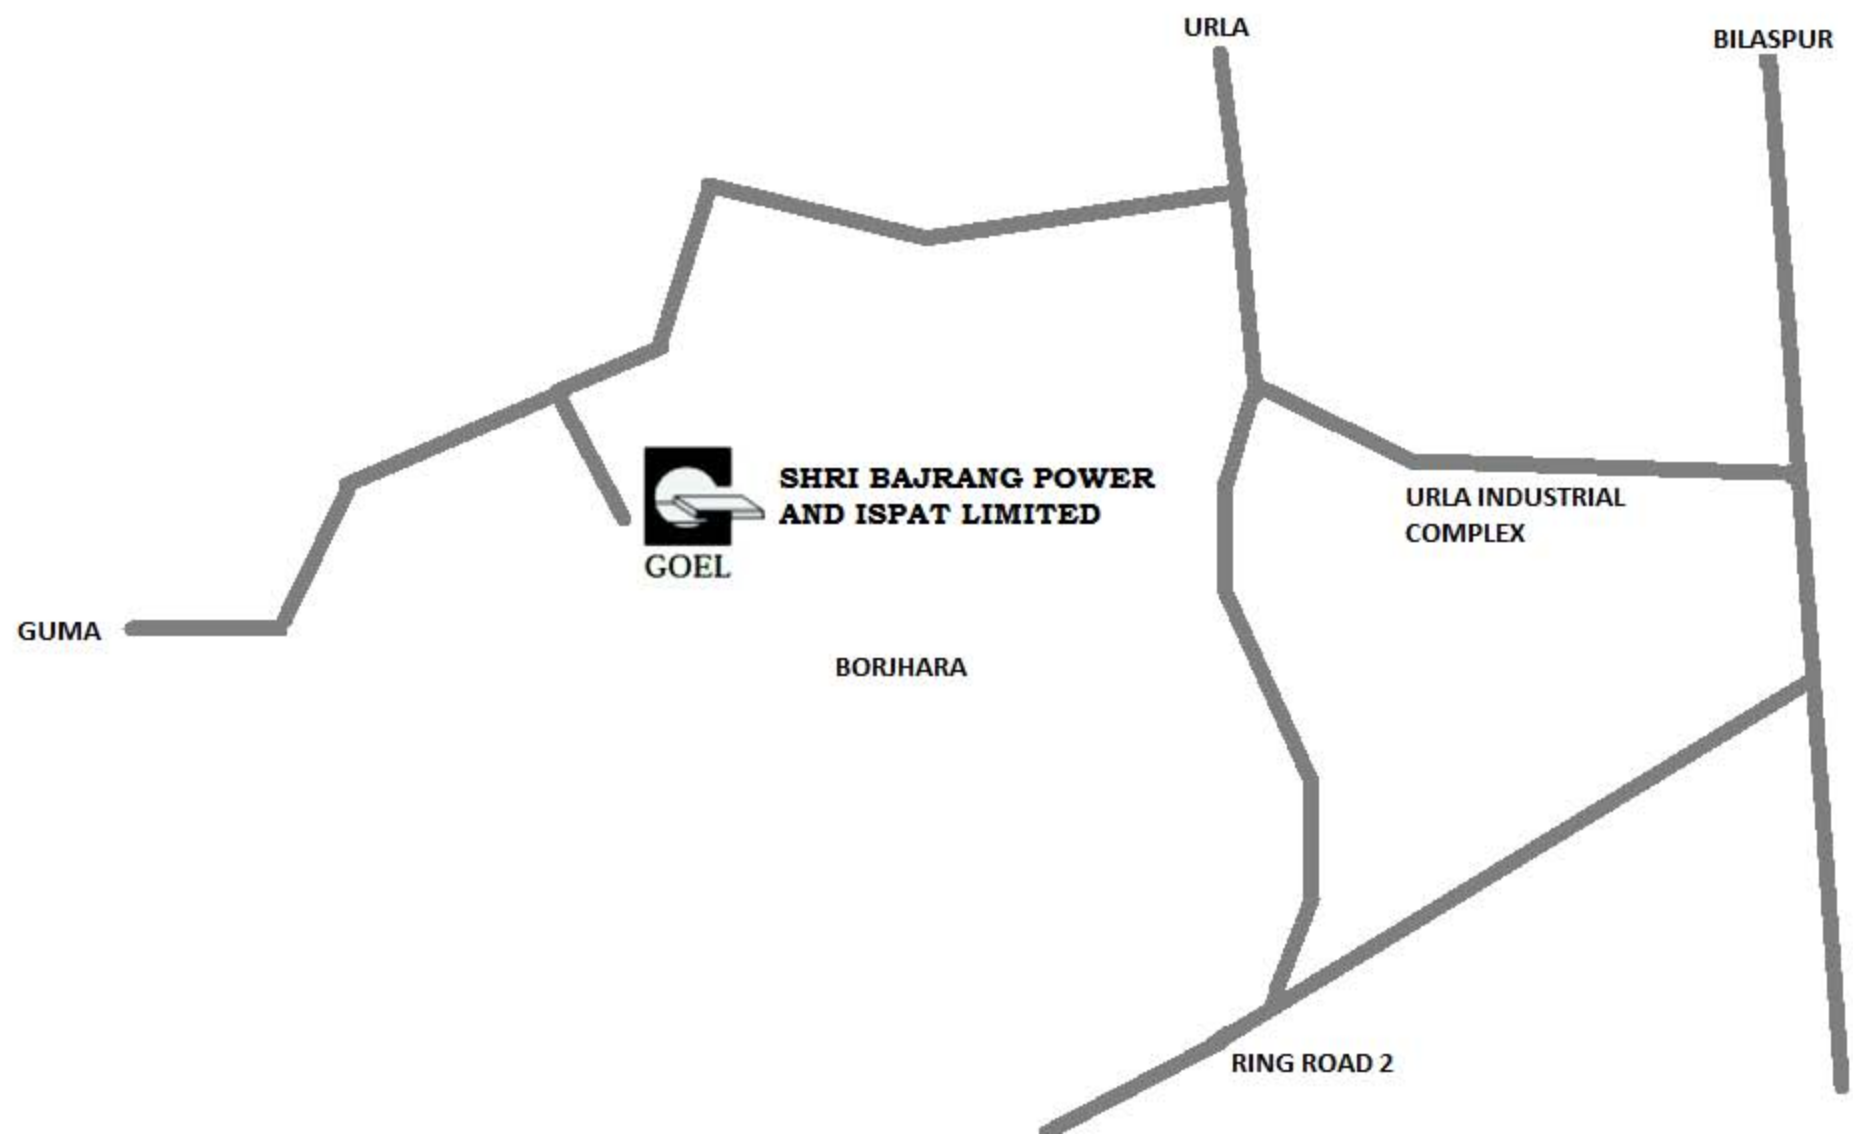 URLA
BILASPUR
SHRI BAJRANG POWER
AND ISPAT LIMITED
GOEL
URLA INDUSTRIAL
COMPLEX
GUMA
BORJHARA
RING ROAD 2